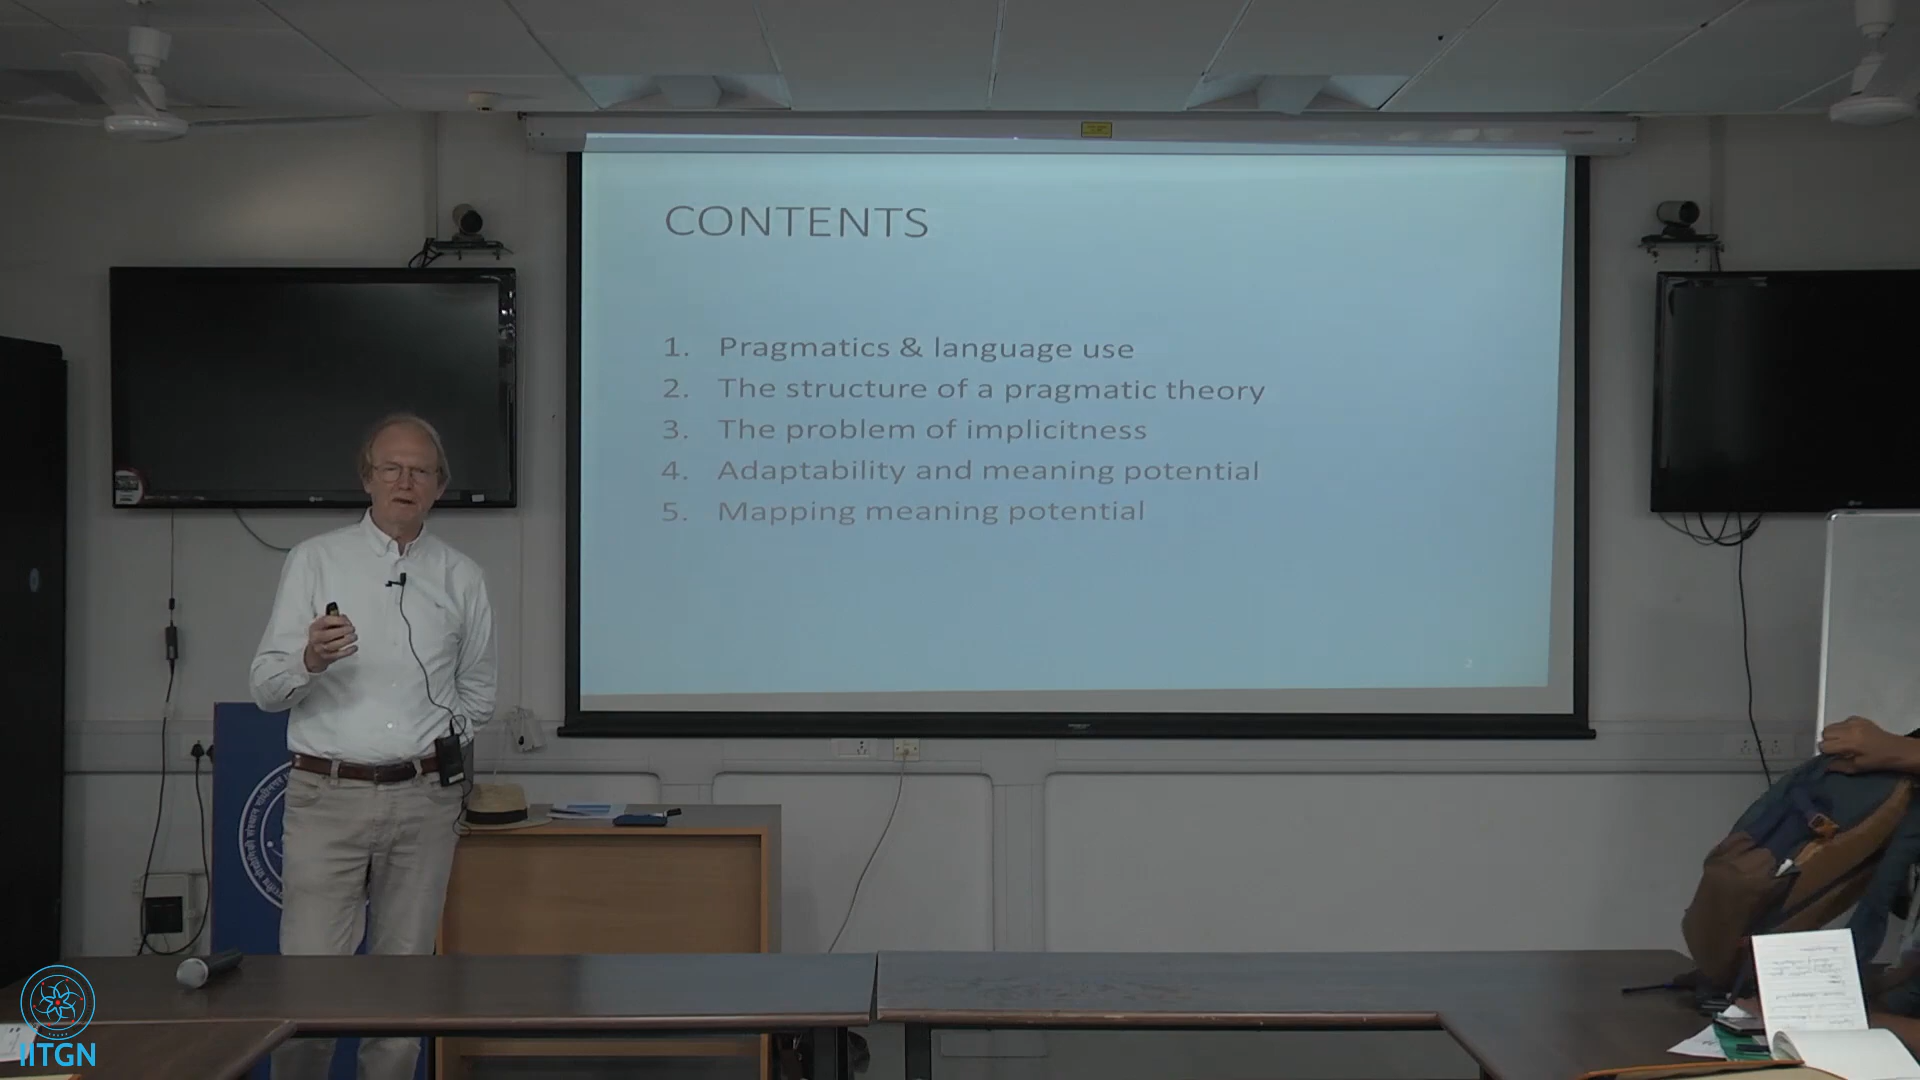 CONTENTS
1. Pragmatics & language use
2. The structure of a pragmatic theory
3. The problem of implicitness
4. Adaptability and meaning potential
5. Mapping meaning potential
2
IITGN